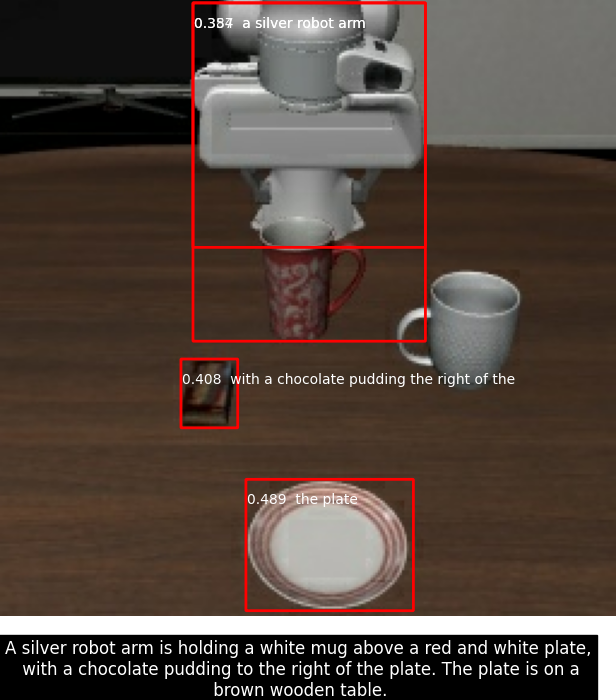 a silver robot arm
0.408 with a chocolate pudding the right of the
0.489 the plate
A silver robot arm is holding a white mug above a red and white plate,
with a chocolate pudding to the right of the plate. The plate is on a
brown wooden table.